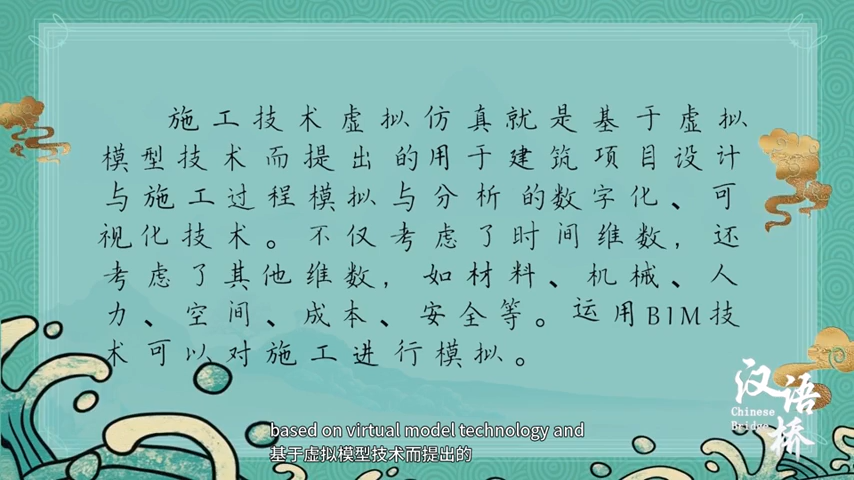 施工技术虚拟仿真就是基于虚拟
模型技术而提出的用于建筑项目设计
与施工过程模拟与分析的数字化、可
视化技术。不仅考虑了时间维数，还
考虑了其他维数，如材料、机械、人
力、空间、成本、安全等。运用BIM技
术可以对施工进行模拟。
汉语桥
Chinese
Bridge
based on virtual model technology and
基于虚拟模型技术而提出的